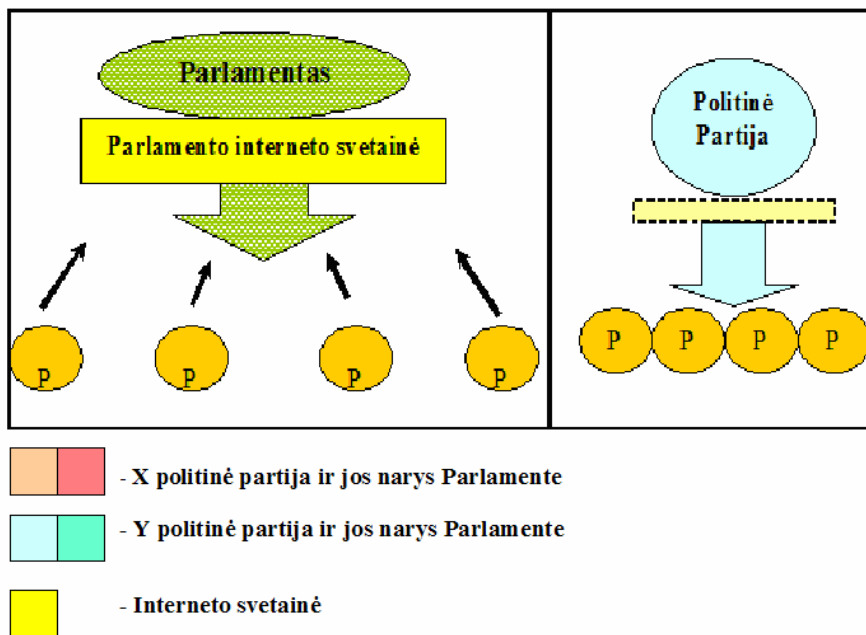 Parlamentas
Parlamento interneto svetainė
P P P P
Politinė
Partija
P P P P
- X politinė partija ir jos narys Parlamente
- Y politinė partija ir jos narys Parlamente
- Interneto svetainė